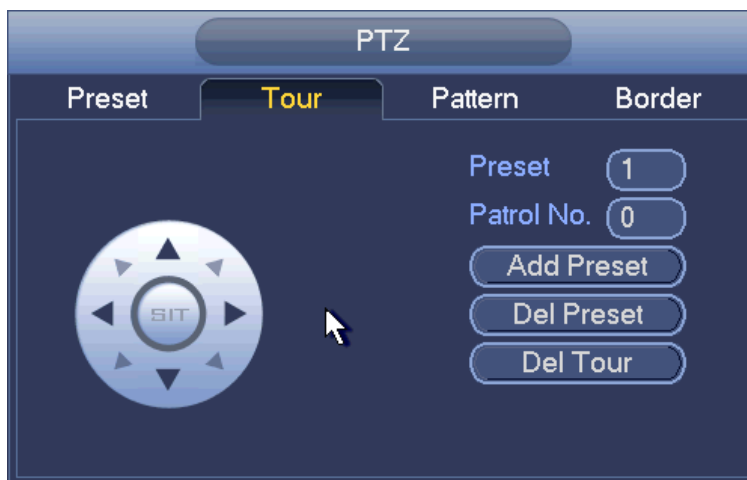 PTZ
Preset Tour Pattern Border
Preset 1
Patrol No. 0
Add Preset
SIT
Del Preset
Del Tour